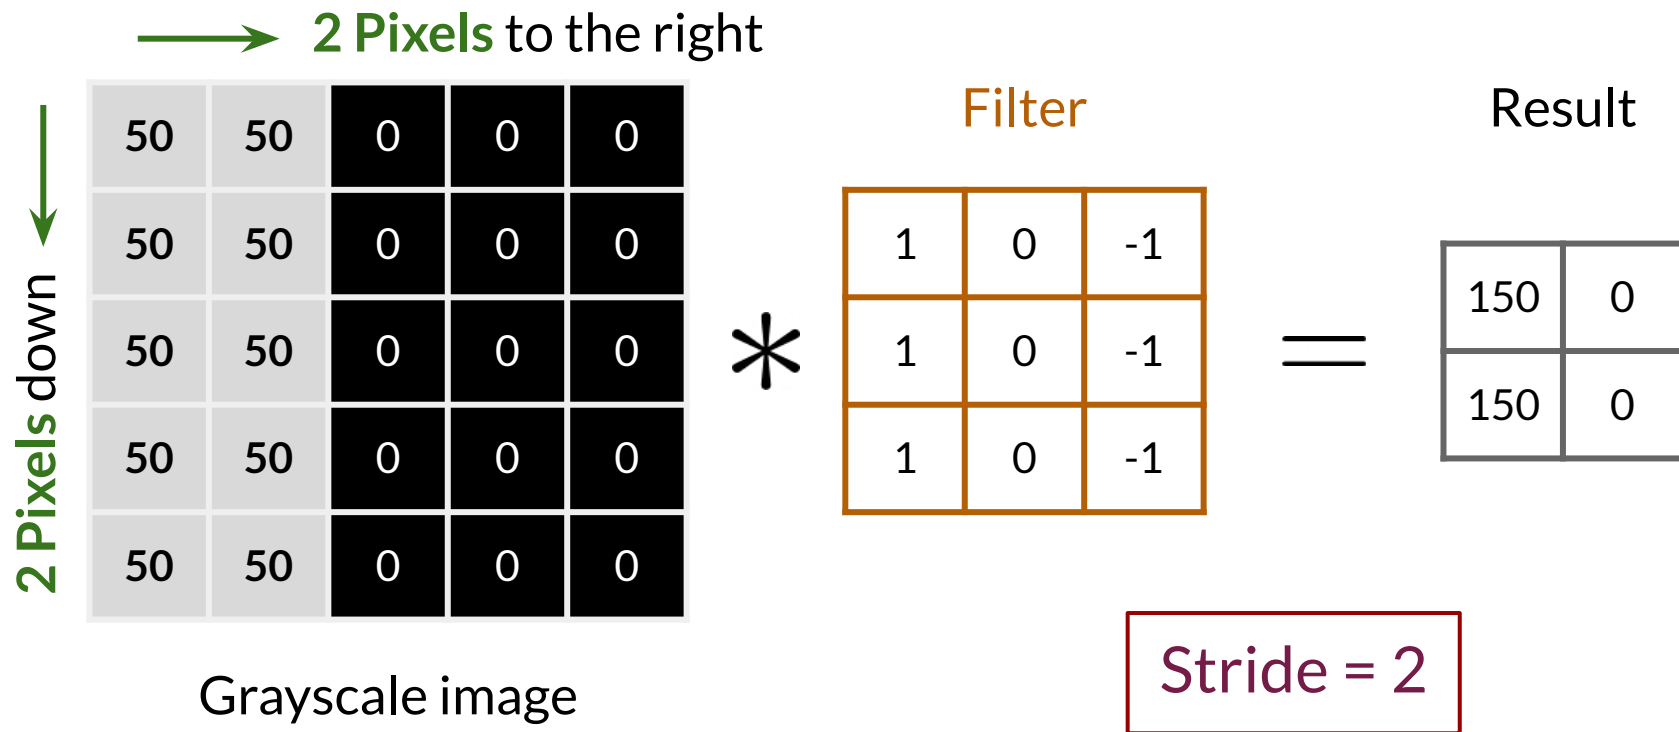 2 Pixels to the right
2 Pixels down
50 50 0 0 0
50 50 0 0 0
50 50 0 0 0
50 50 0 0 0
50 50 0 0 0
Grayscale image
*
Filter
1 0 -1
1 0 -1
1 0 -1
=
Result
150 0
150 0
Stride = 2